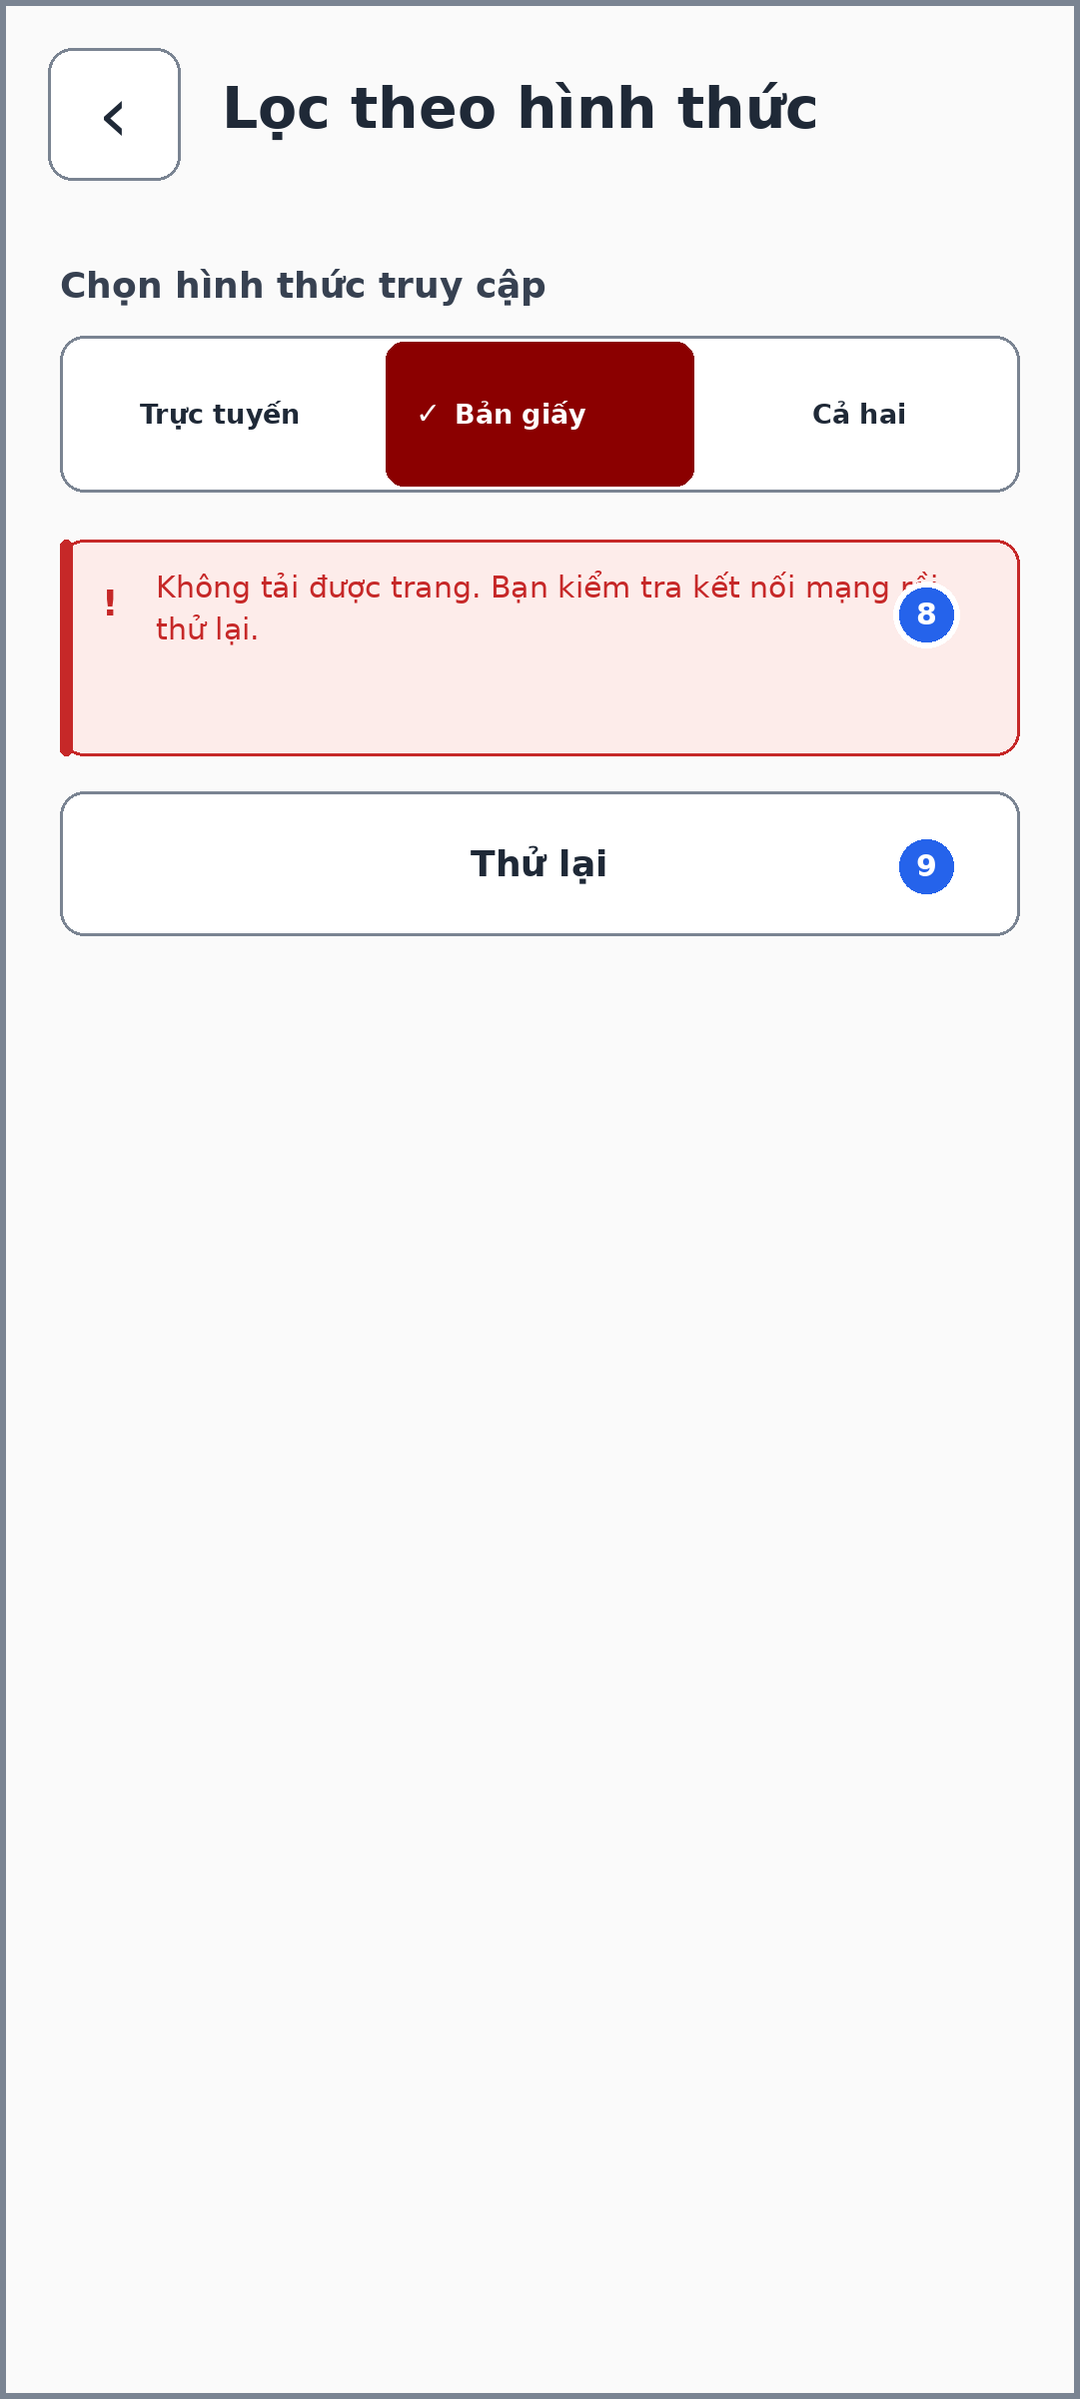 ‹ Lọc theo hình thức
Chọn hình thức truy cập
Trực tuyến ✓ Bản giấy Cả hai
! Không tải được trang. Bạn kiểm tra kết nối mạng rồi
thử lại.
8
Thử lại 9